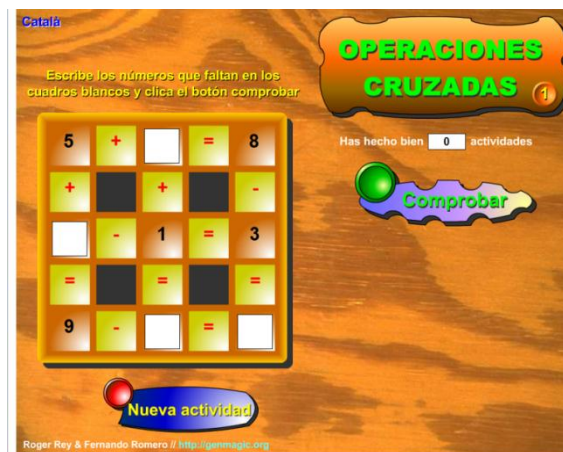 Català
OPERACIONES
CRUZADAS 1
Escribe los números que faltan en los
cuadros blancos y clica el botón comprobar
Has hecho bien 0 actividades
Comprobar
5 + = 8
+ + -
- 1 = 3
= = =
9 - =
Nueva actividad
Roger Rey & Fernando Romero // http://genmagic.org